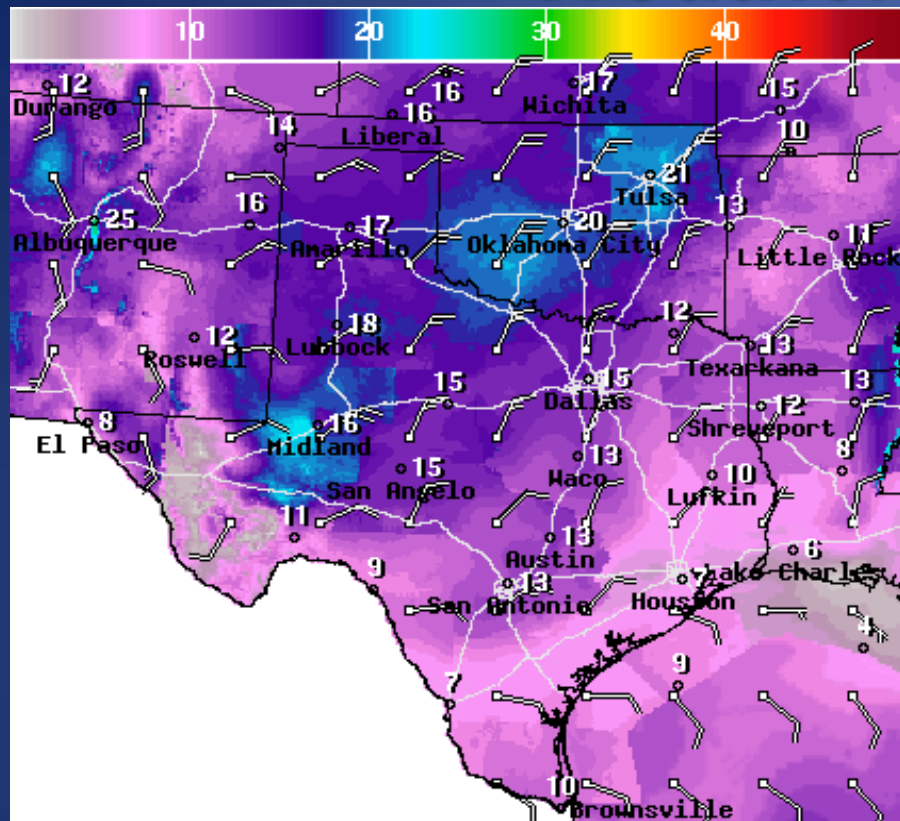 10 20 30 40
12
Durango
16
16
Liberal
17
Wichita
15
10
14
21
Tulsa
25
Albuquerque
16
17
Amarillo
20
Oklahoma City
13
11
Little Rock
12
Roswell
18
Lubbock
12
13
Texarkana
15
15
Dallas
13
12
Shreveport
8
El Paso
16
Midland
15
San Angelo
13
Waco
10
Lufkin
8
11
13
Austin
6
Lake Charles
9
13
San Antonio
7
Houston
4
9
7
10
Brownsville